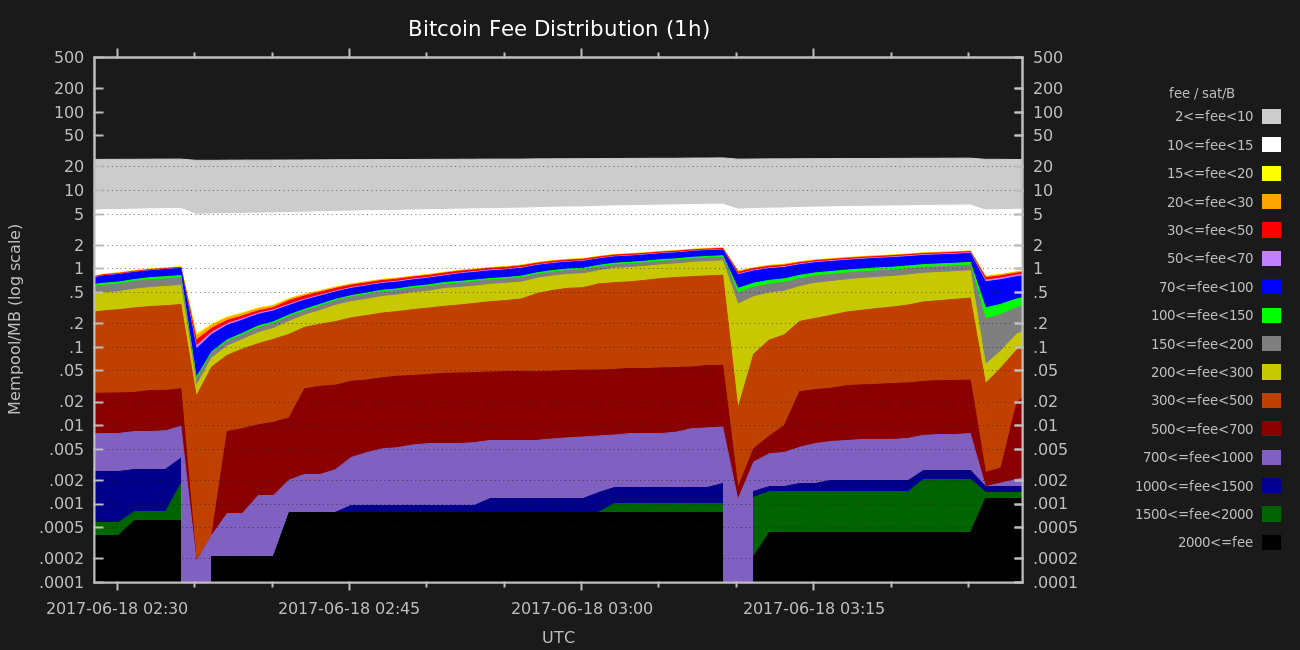 Bitcoin Fee Distribution (1h)
500 500
200 200
100 100
50 50
20 20
10 10
5 5
2 2
1 1
.5 .5
.2 .2
.1 .1
.05 .05
.02 .02
.01 .01
.005 .005
.002 .002
.001 .001
.0005 .0005
.0002 .0002
.0001 .0001
Mempool/MB (log scale)
2017-06-18 02:30 2017-06-18 02:45 2017-06-18 03:00 2017-06-18 03:15
UTC
fee / sat/B
2<=fee<10
10<=fee<15
15<=fee<20
20<=fee<30
30<=fee<50
50<=fee<70
70<=fee<100
100<=fee<150
150<=fee<200
200<=fee<300
300<=fee<500
500<=fee<700
700<=fee<1000
1000<=fee<1500
1500<=fee<2000
2000<=fee